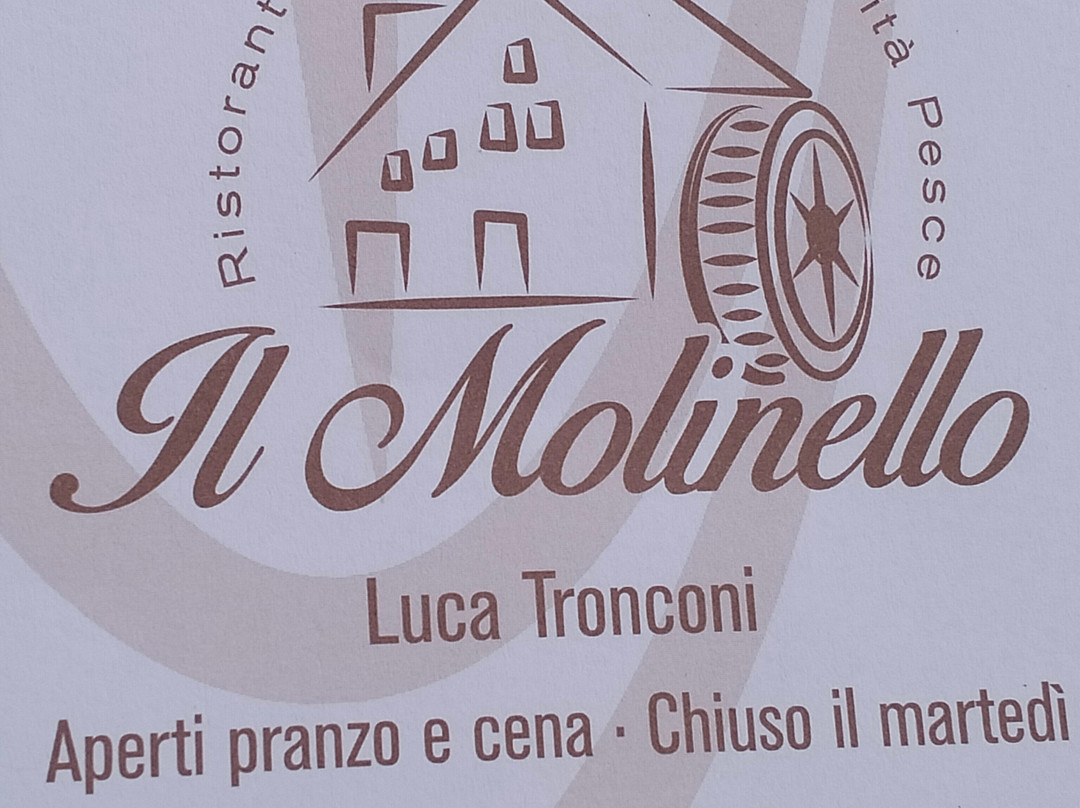 Ristorant
ità Pesce
Il Molinello
Luca Tronconi
Aperti pranzo e cena · Chiuso il martedì